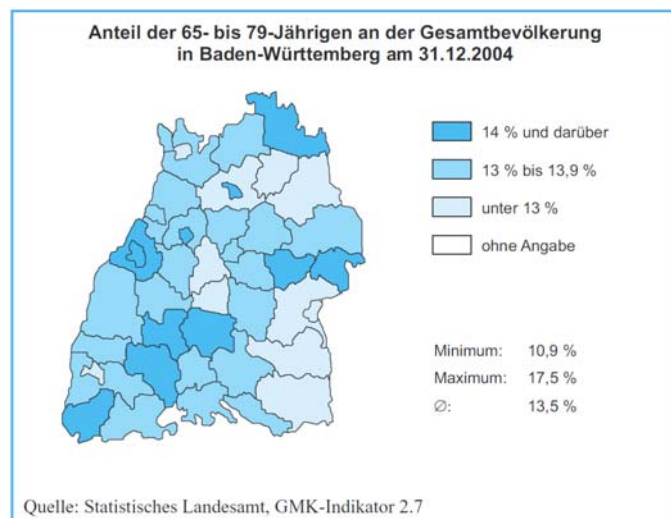 Anteil der 65- bis 79-Jährigen an der Gesamtbevölkerung
in Baden-Württemberg am 31.12.2004
14 % und darüber
13 % bis 13,9 %
unter 13 %
ohne Angabe
Minimum: 10,9 %
Maximum: 17,5 %
∅: 13,5 %
Quelle: Statistisches Landesamt, GMK-Indikator 2.7